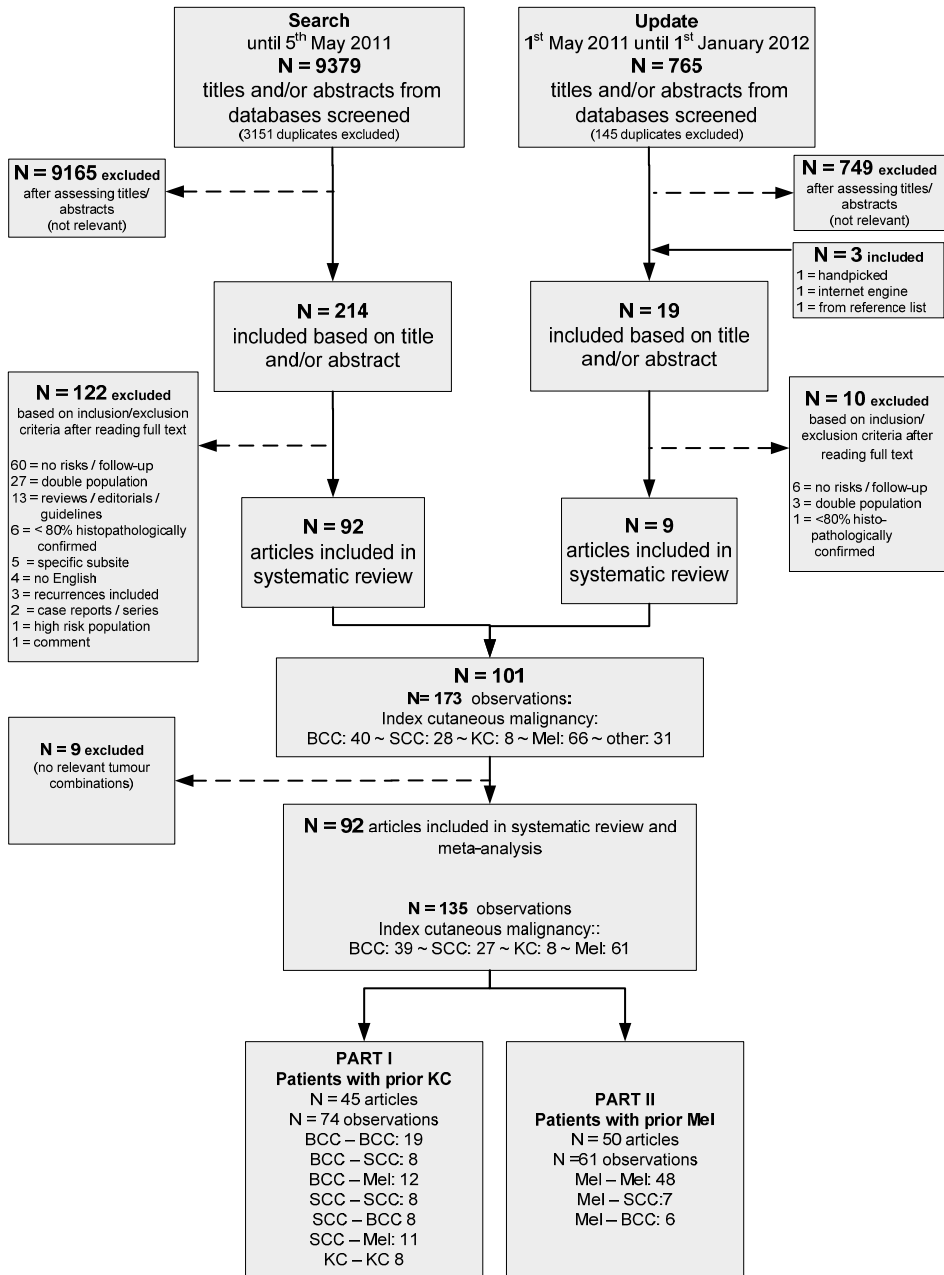 Search
until 5th May 2011
N = 9379
titles and/or abstracts from
databases screened
(3151 duplicates excluded)
Update
1st May 2011 until 1st January 2012
N = 765
titles and/or abstracts from
databases screened
(145 duplicates excluded)
N = 9165 excluded
after assessing titles/
abstracts
(not relevant)
N = 749 excluded
after assessing titles/
abstracts
(not relevant)
N = 3 included
1 = handpicked
1 = internet engine
1 = from reference list
N = 214
included based on title
and/or abstract
N = 19
included based on title
and/or abstract
N = 122 excluded
based on inclusion/exclusion
criteria after reading full text
60 = no risks / follow-up
27 = double population
13 = reviews / editorials /
guidelines
6 = < 80% histopathologically
confirmed
5 = specific subsite
4 = no English
3 = recurrences included
2 = case reports / series
1 = high risk population
1 = comment
N = 10 excluded
based on inclusion/
exclusion criteria after
reading full text
6 = no risks / follow-up
3 = double population
1 = <80% histo-
pathologically
confirmed
N = 92
articles included in
systematic review
N = 9
articles included in
systematic review
N = 101
N= 173 observations:
Index cutaneous malignancy:
BCC: 40 ~ SCC: 28 ~ KC: 8 ~ Mel: 66 ~ other: 31
N = 9 excluded
(no relevant tumour
combinations)
N = 92 articles included in systematic review and
meta-analysis
N = 135 observations
Index cutaneous malignancy::
BCC: 39 ~ SCC: 27 ~ KC: 8 ~ Mel: 61
PART I
Patients with prior KC
N = 45 articles
N = 74 observations
BCC – BCC: 19
BCC – SCC: 8
BCC – Mel: 12
SCC – SCC: 8
SCC – BCC 8
SCC – Mel: 11
KC – KC 8
PART II
Patients with prior Mel
N = 50 articles
N =61 observations
Mel – Mel: 48
Mel – SCC:7
Mel – BCC: 6